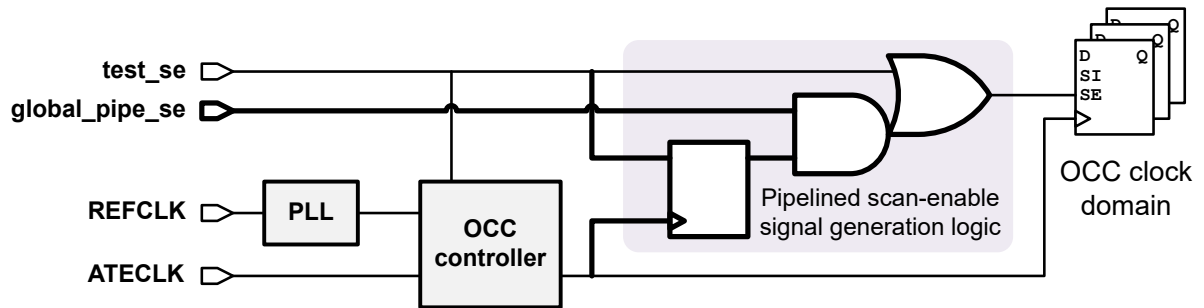 test_se
global_pipe_se
REFCLK
PLL
ATECLK
OCC
controller
Pipelined scan-enable
signal generation logic
D Q
D Q
D Q
SI
SE
OCC clock
domain